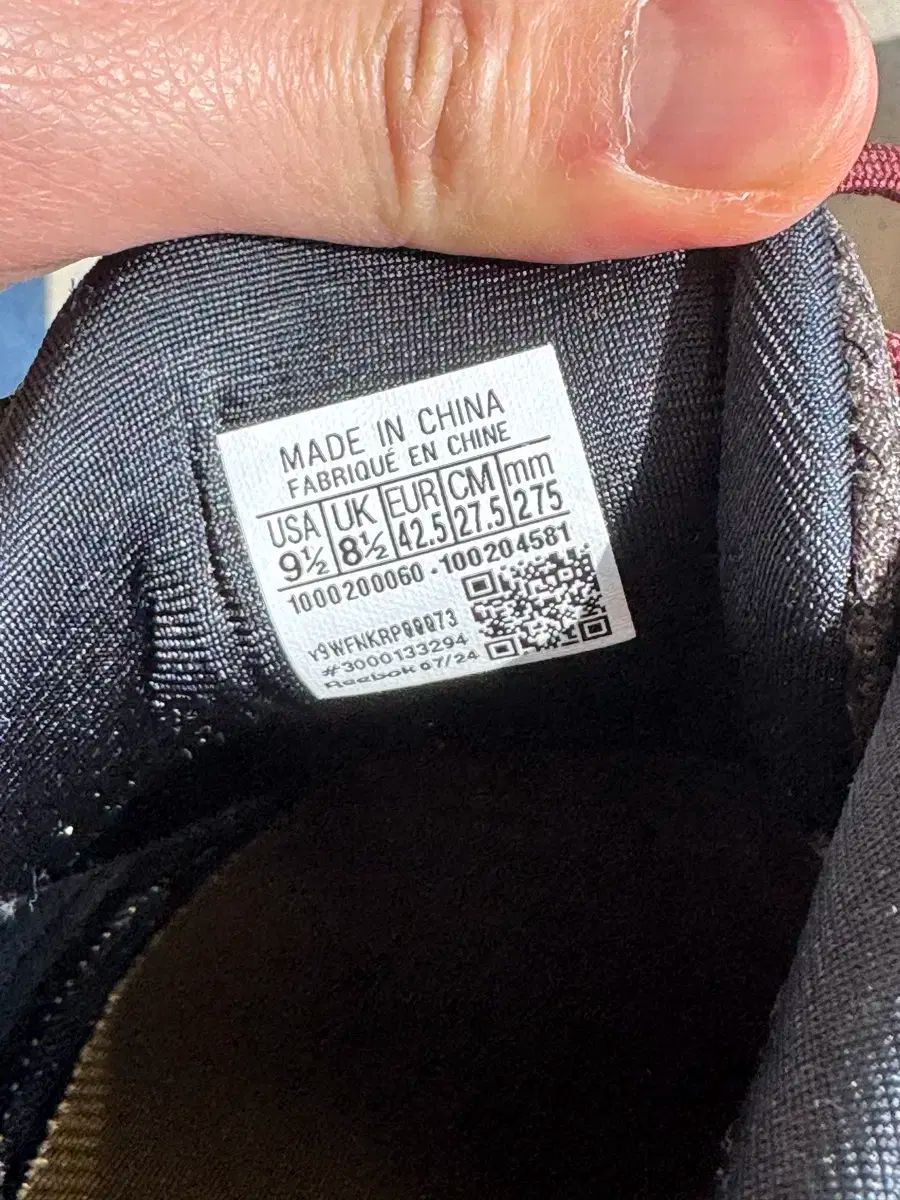 MADE IN CHINA
FABRIQUÉ EN CHINE
USA UK EUR CM mm
9½ 8½ 42.5 27.5 275
1000200060 · 100204581
#3000133294
Reebok 07/24